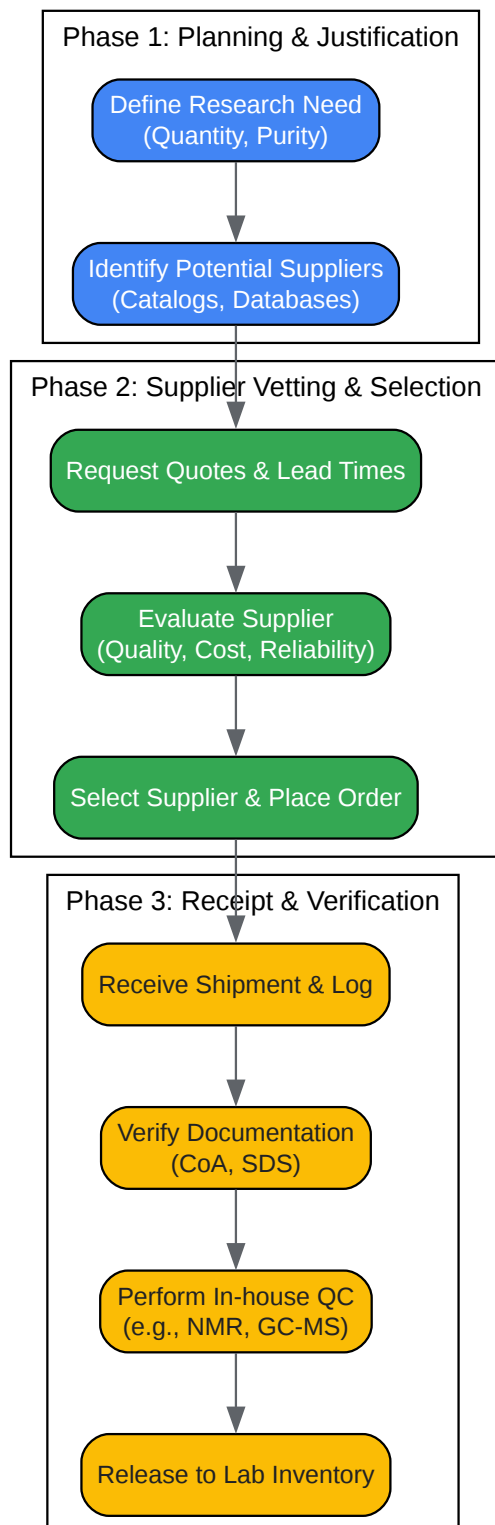 Phase 1: Planning & Justification
Define Research Need
(Quantity, Purity)
Identify Potential Suppliers
(Catalogs, Databases)
Phase 2: Supplier Vetting & Selection
Request Quotes & Lead Times
Evaluate Supplier
(Quality, Cost, Reliability)
Select Supplier & Place Order
Phase 3: Receipt & Verification
Receive Shipment & Log
Verify Documentation
(CoA, SDS)
Perform In-house QC
(e.g., NMR, GC-MS)
Release to Lab Inventory